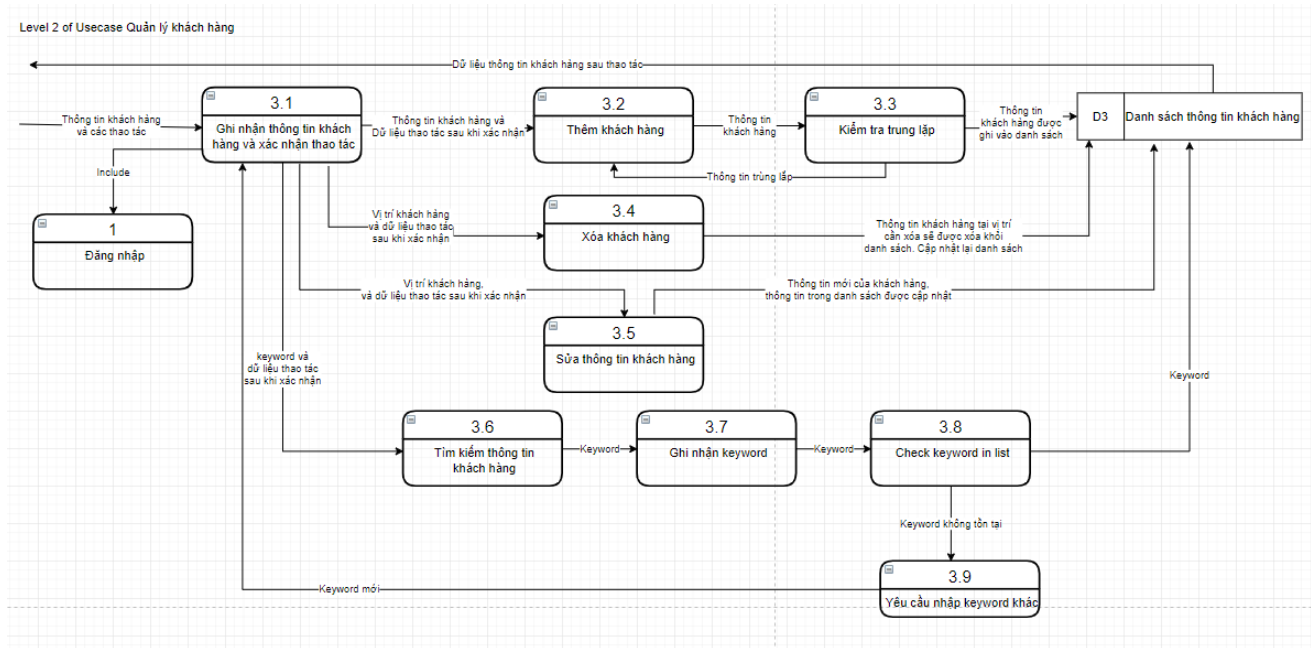 Level 2 of Usecase Quản lý khách hàng
Dữ liệu thông tin khách hàng sau thao tác
3.1
Ghi nhận thông tin khách
hàng và xác nhận thao tác
Thông tin khách hàng
và các thao tác
Thông tin khách hàng và
Dữ liệu thao tác sau khi xác nhận
3.2
Thêm khách hàng
Thông tin
khách hàng
3.3
Kiểm tra trung lặp
Thông tin
khách hàng được
ghi vào danh sách
D3
Danh sách thông tin khách hàng
Include
Thông tin trùng lắp
1
Đăng nhập
Vị trí khách hàng
và dữ liệu thao tác
sau khi xác nhận
3.4
Xóa khách hàng
Thông tin khách hàng tại vị trí
cần xóa sẽ được xóa khỏi
danh sách. Cập nhật lại danh sách
Vị trí khách hàng,
và dữ liệu thao tác sau khi xác nhận
Thông tin mới của khách hàng,
thông tin trong danh sách được cập nhật
3.5
Sửa thông tin khách hàng
keyword và
dữ liệu thao tác
sau khi xác nhận
Keyword
3.6
Tìm kiếm thông tin
khách hàng
Keyword
3.7
Ghi nhận keyword
Keyword
3.8
Check keyword in list
Keyword không tồn tại
3.9
Yêu cầu nhập keyword khác
Keyword mới